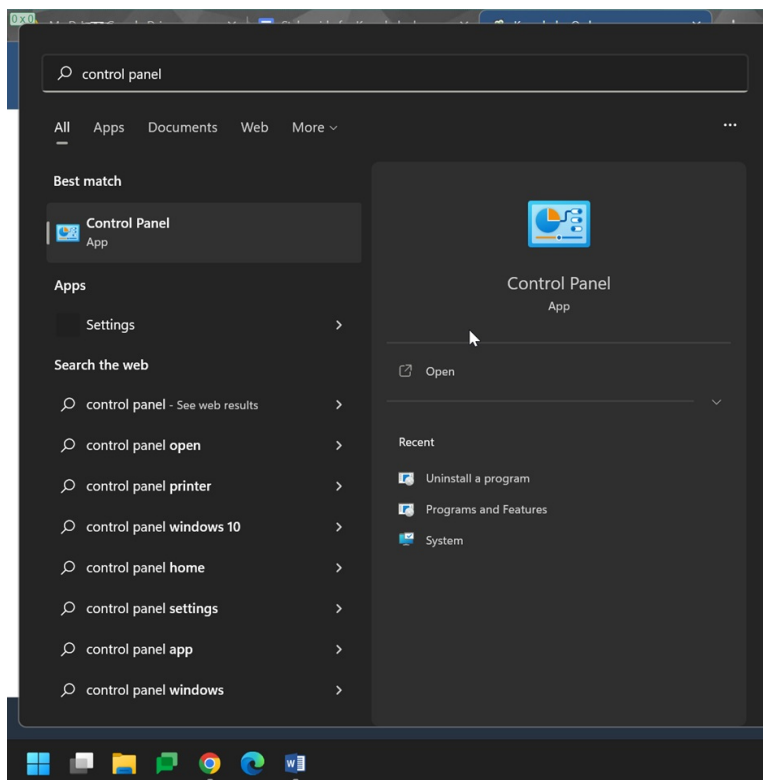 0x0
control panel
All Apps Documents Web More
Best match
Control Panel
App
Apps
Settings
Search the web
control panel - See web results
control panel open
control panel printer
control panel windows 10
control panel home
control panel settings
control panel app
control panel windows
Control Panel
App
Open
Recent
Uninstall a program
Programs and Features
System
W